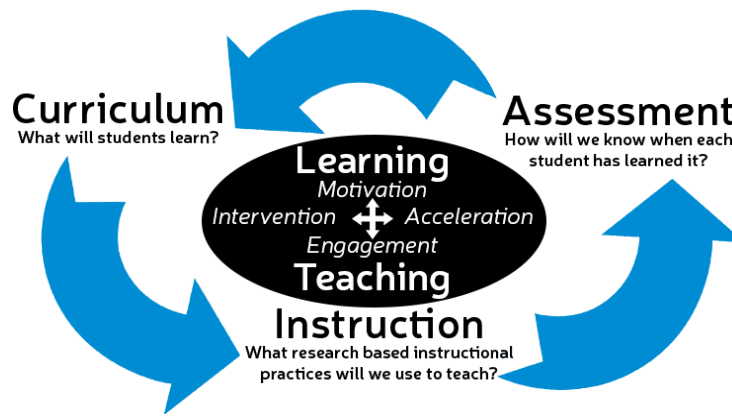 Curriculum
What will students learn?
Assessment
How will we know when each
student has learned it?
Learning
Motivation
Intervention Acceleration
Engagement
Teaching
Instruction
What research based instructional
practices will we use to teach?